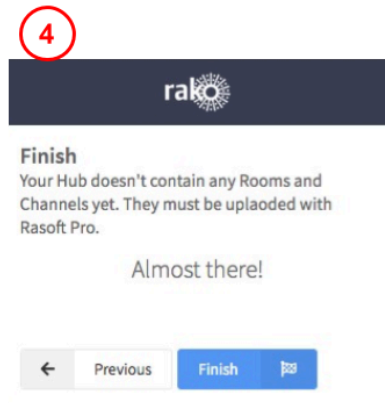 4
rako
Finish
Your Hub doesn't contain any Rooms and
Channels yet. They must be uplaoded with
Rasoft Pro.
Almost there!
Previous
Finish